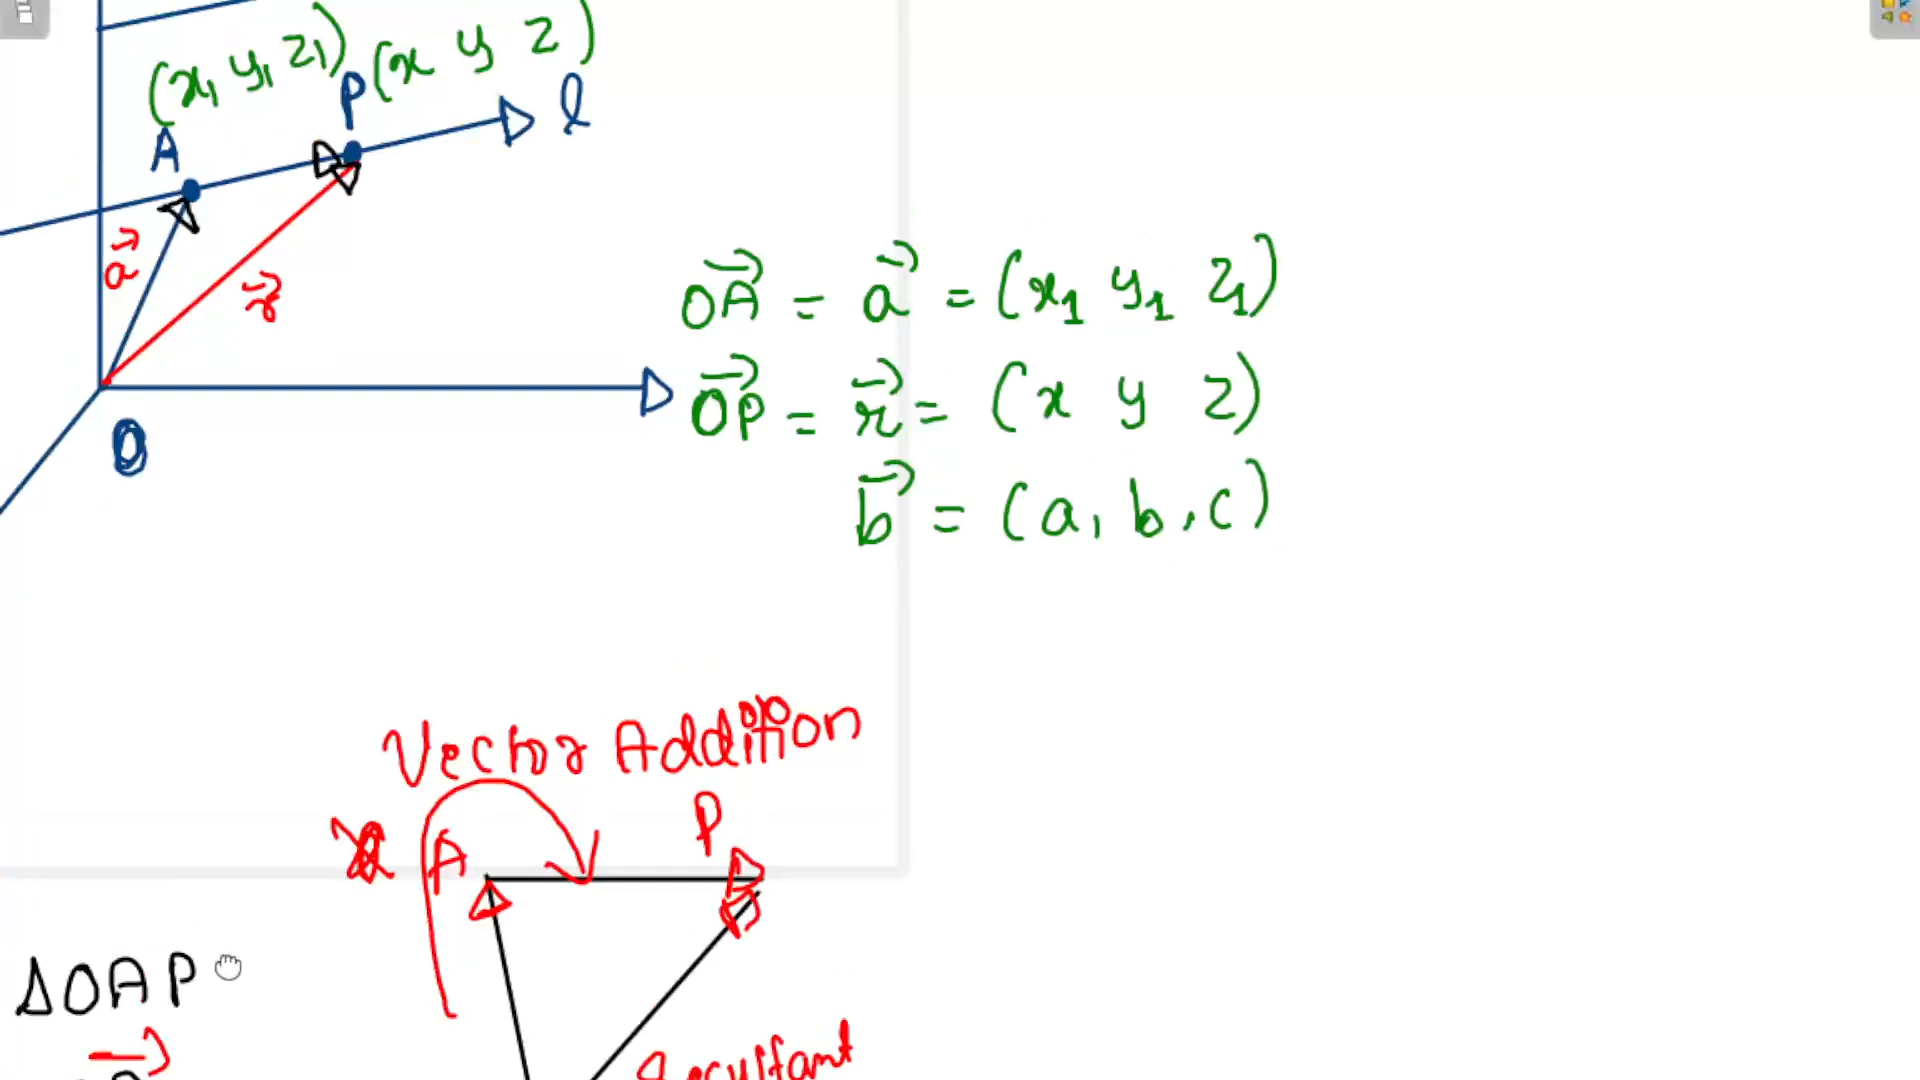 (x₁ y₁ z₁)
P (x y z)
l
A
a⃗
r⃗
O
OA⃗ = a⃗ = (x₁ y₁ z₁)
OP⃗ = r⃗ = (x y z)
b⃗ = (a, b, c)
Vector Addition
A
P
ΔOAP